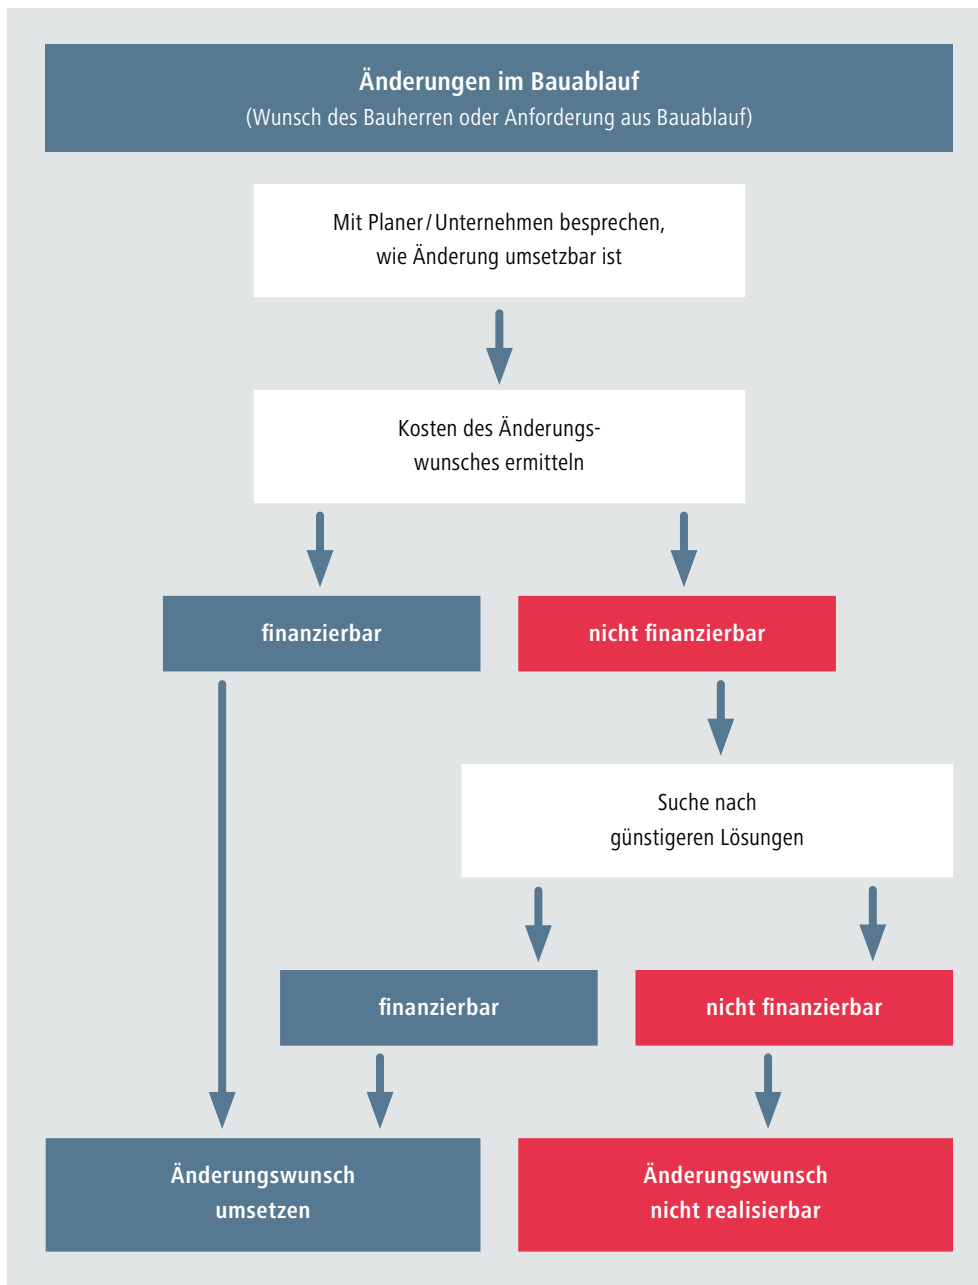 Änderungen im Bauablauf
(Wunsch des Bauherren oder Anforderung aus Bauablauf)
Mit Planer / Unternehmen besprechen,
wie Änderung umsetzbar ist
Kosten des Änderungs-
wunsches ermitteln
finanzierbar
nicht finanzierbar
Suche nach
günstigeren Lösungen
finanzierbar
nicht finanzierbar
Änderungswunsch
umsetzen
Änderungswunsch
nicht realisierbar